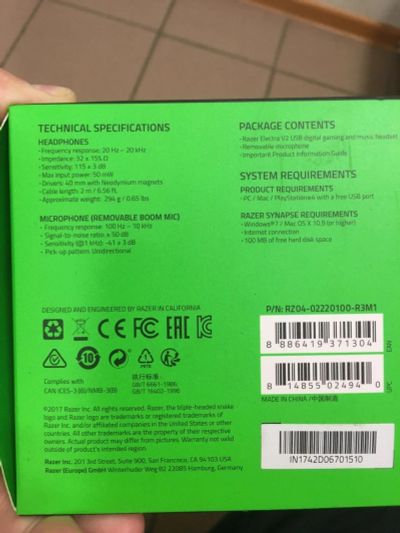 TECHNICAL SPECIFICATIONS
HEADPHONES
• Frequency response: 20 Hz – 20 kHz
• Impedance: 32 ± 15% Ω
• Sensitivity: 115 ± 3 dB
• Max input power: 50 mW
• Drivers: 40 mm with Neodymium magnets
• Cable length: 2 m / 6.56 ft.
• Approximate weight: 294 g / 0.65 lbs
MICROPHONE (REMOVABLE BOOM MIC)
• Frequency response: 100 Hz – 10 kHz
• Signal-to-noise ratio: ≥ 50 dB
• Sensitivity (@1 kHz): -41 ± 3 dB
• Pick-up pattern: Unidirectional
PACKAGE CONTENTS
• Razer Electra V2 USB digital gaming and music headset
• Removable microphone
• Important Product Information Guide
SYSTEM REQUIREMENTS
PRODUCT REQUIREMENTS
• PC / Mac / PlayStation4 with a free USB port
RAZER SYNAPSE REQUIREMENTS
• Windows®7 / Mac OS X 10.9 (or higher)
• Internet connection
• 100 MB of free hard disk space
DESIGNED AND ENGINEERED BY RAZER IN CALIFORNIA
CE FC EAC
10
Complies with
CAN ICES-3(B)/NMB-3(B)
执行标准:
GB/T 6661-1986
GB/T 16402-1996
©2017 Razer Inc. All rights reserved. Razer, the triple-headed snake
logo and Razer logo are trademarks or registered trademarks of
Razer Inc. and/or affiliated companies in the United States or other
countries. All other trademarks are the property of their respective
owners. Actual product may differ from pictures. Warranty not valid
outside of product's intended region.
Razer Inc. 201 3rd Street, Suite 900, San Francisco, CA 94103 USA
Razer (Europe) GmbH Winterhuder Weg 82 22085 Hamburg, Germany
P/N: RZ04-02220100-R3M1
8 886419 371304
EAN
8 14855 02494 0
UPC
MADE IN CHINA /中国制造
IN1742D06701510